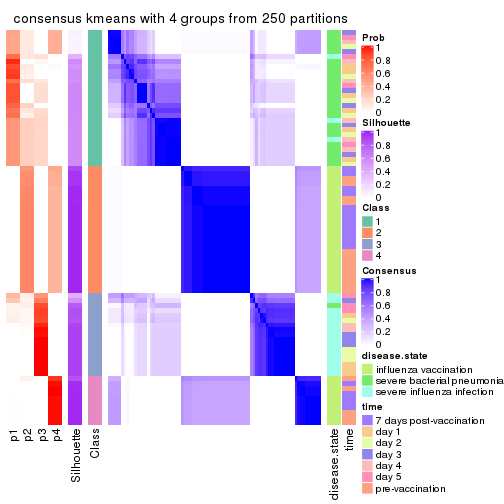 consensus kmeans with 4 groups from 250 partitions
Prob
1
0.8
0.6
0.4
0.2
0
Silhouette
1
0.8
0.6
0.4
0.2
0
Class
1
2
3
4
Consensus
1
0.8
0.6
0.4
0.2
0
disease.state
influenza vaccination
severe bacterial pneumonia
severe influenza infection
time
7 days post-vaccination
day 1
day 2
day 3
day 4
day 5
pre-vaccination
p1
p2
p3
p4
Silhouette
Class
disease.state
time